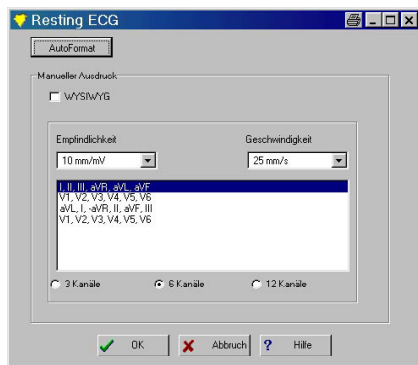 Resting ECG
AutoFormat
Manueller Ausdruck
WYSIWYG
Empfindlichkeit Geschwindigkeit
10 mm/mV 25 mm/s
I, II, III, aVR, aVL, aVF
V1, V2, V3, V4, V5, V6
aVL, I, -aVR, II, aVF, III
V1, V2, V3, V4, V5, V6
3 Kanäle 6 Kanäle 12 Kanäle
OK Abbruch ? Hilfe